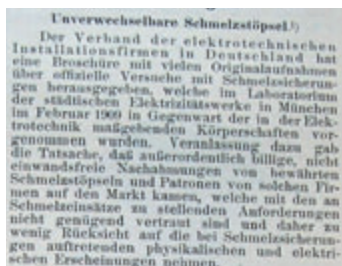 Unverwechselbare Schmelzstöpsel.¹)
Der Verband der elektrotechnischen
Installationsfirmen in Deutschland hat
eine Broschüre mit vielen Originalaufnahmen
über offizielle Versuche mit Schmelzsicherun-
gen herausgegeben, welche im Laboratorium
der städtischen Elektrizitätswerke in München
im Februar 1909 in Gegenwart der in der Elek-
trotechnik maßgebenden Körperschaften vor-
genommen wurden. Veranlassung dazu gab
die Tatsache, daß außerordentlich billige, nicht
einwandsfreie Nachahmungen von bewährten
Schmelzstöpseln und Patronen von solchen Fir-
men auf den Markt kamen, welche mit den an
Schmelzeinsätze zu stellenden Anforderungen
nicht genügend vertraut sind und daher zu
wenig Rücksicht auf die bei Schmelzsicherun-
gen auftretenden physikalischen und elektri-
schen Erscheinungen nehmen.